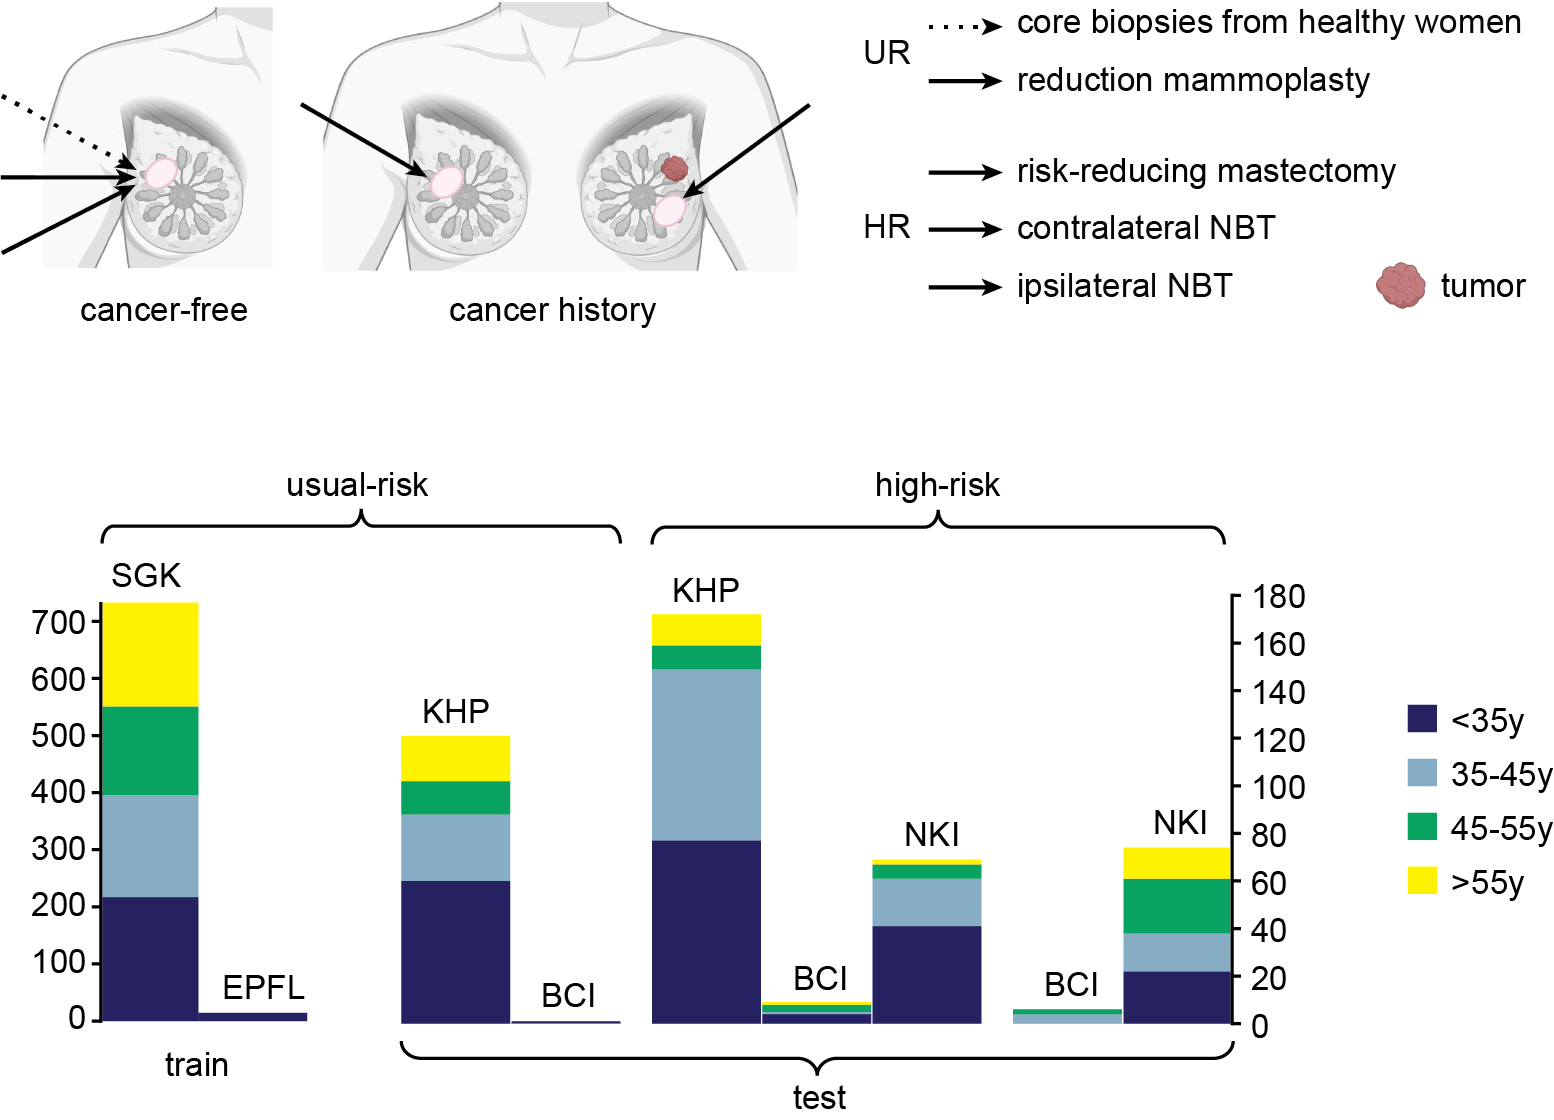 core biopsies from healthy women
UR
reduction mammoplasty
risk-reducing mastectomy
HR
contralateral NBT
ipsilateral NBT
tumor
cancer-free
cancer history
usual-risk
high-risk
SGK
KHP
KHP
NKI
NKI
EPFL
BCI
BCI
BCI
700
600
500
400
300
200
100
0
180
160
140
120
100
80
60
40
20
0
<35y
35-45y
45-55y
>55y
train
test